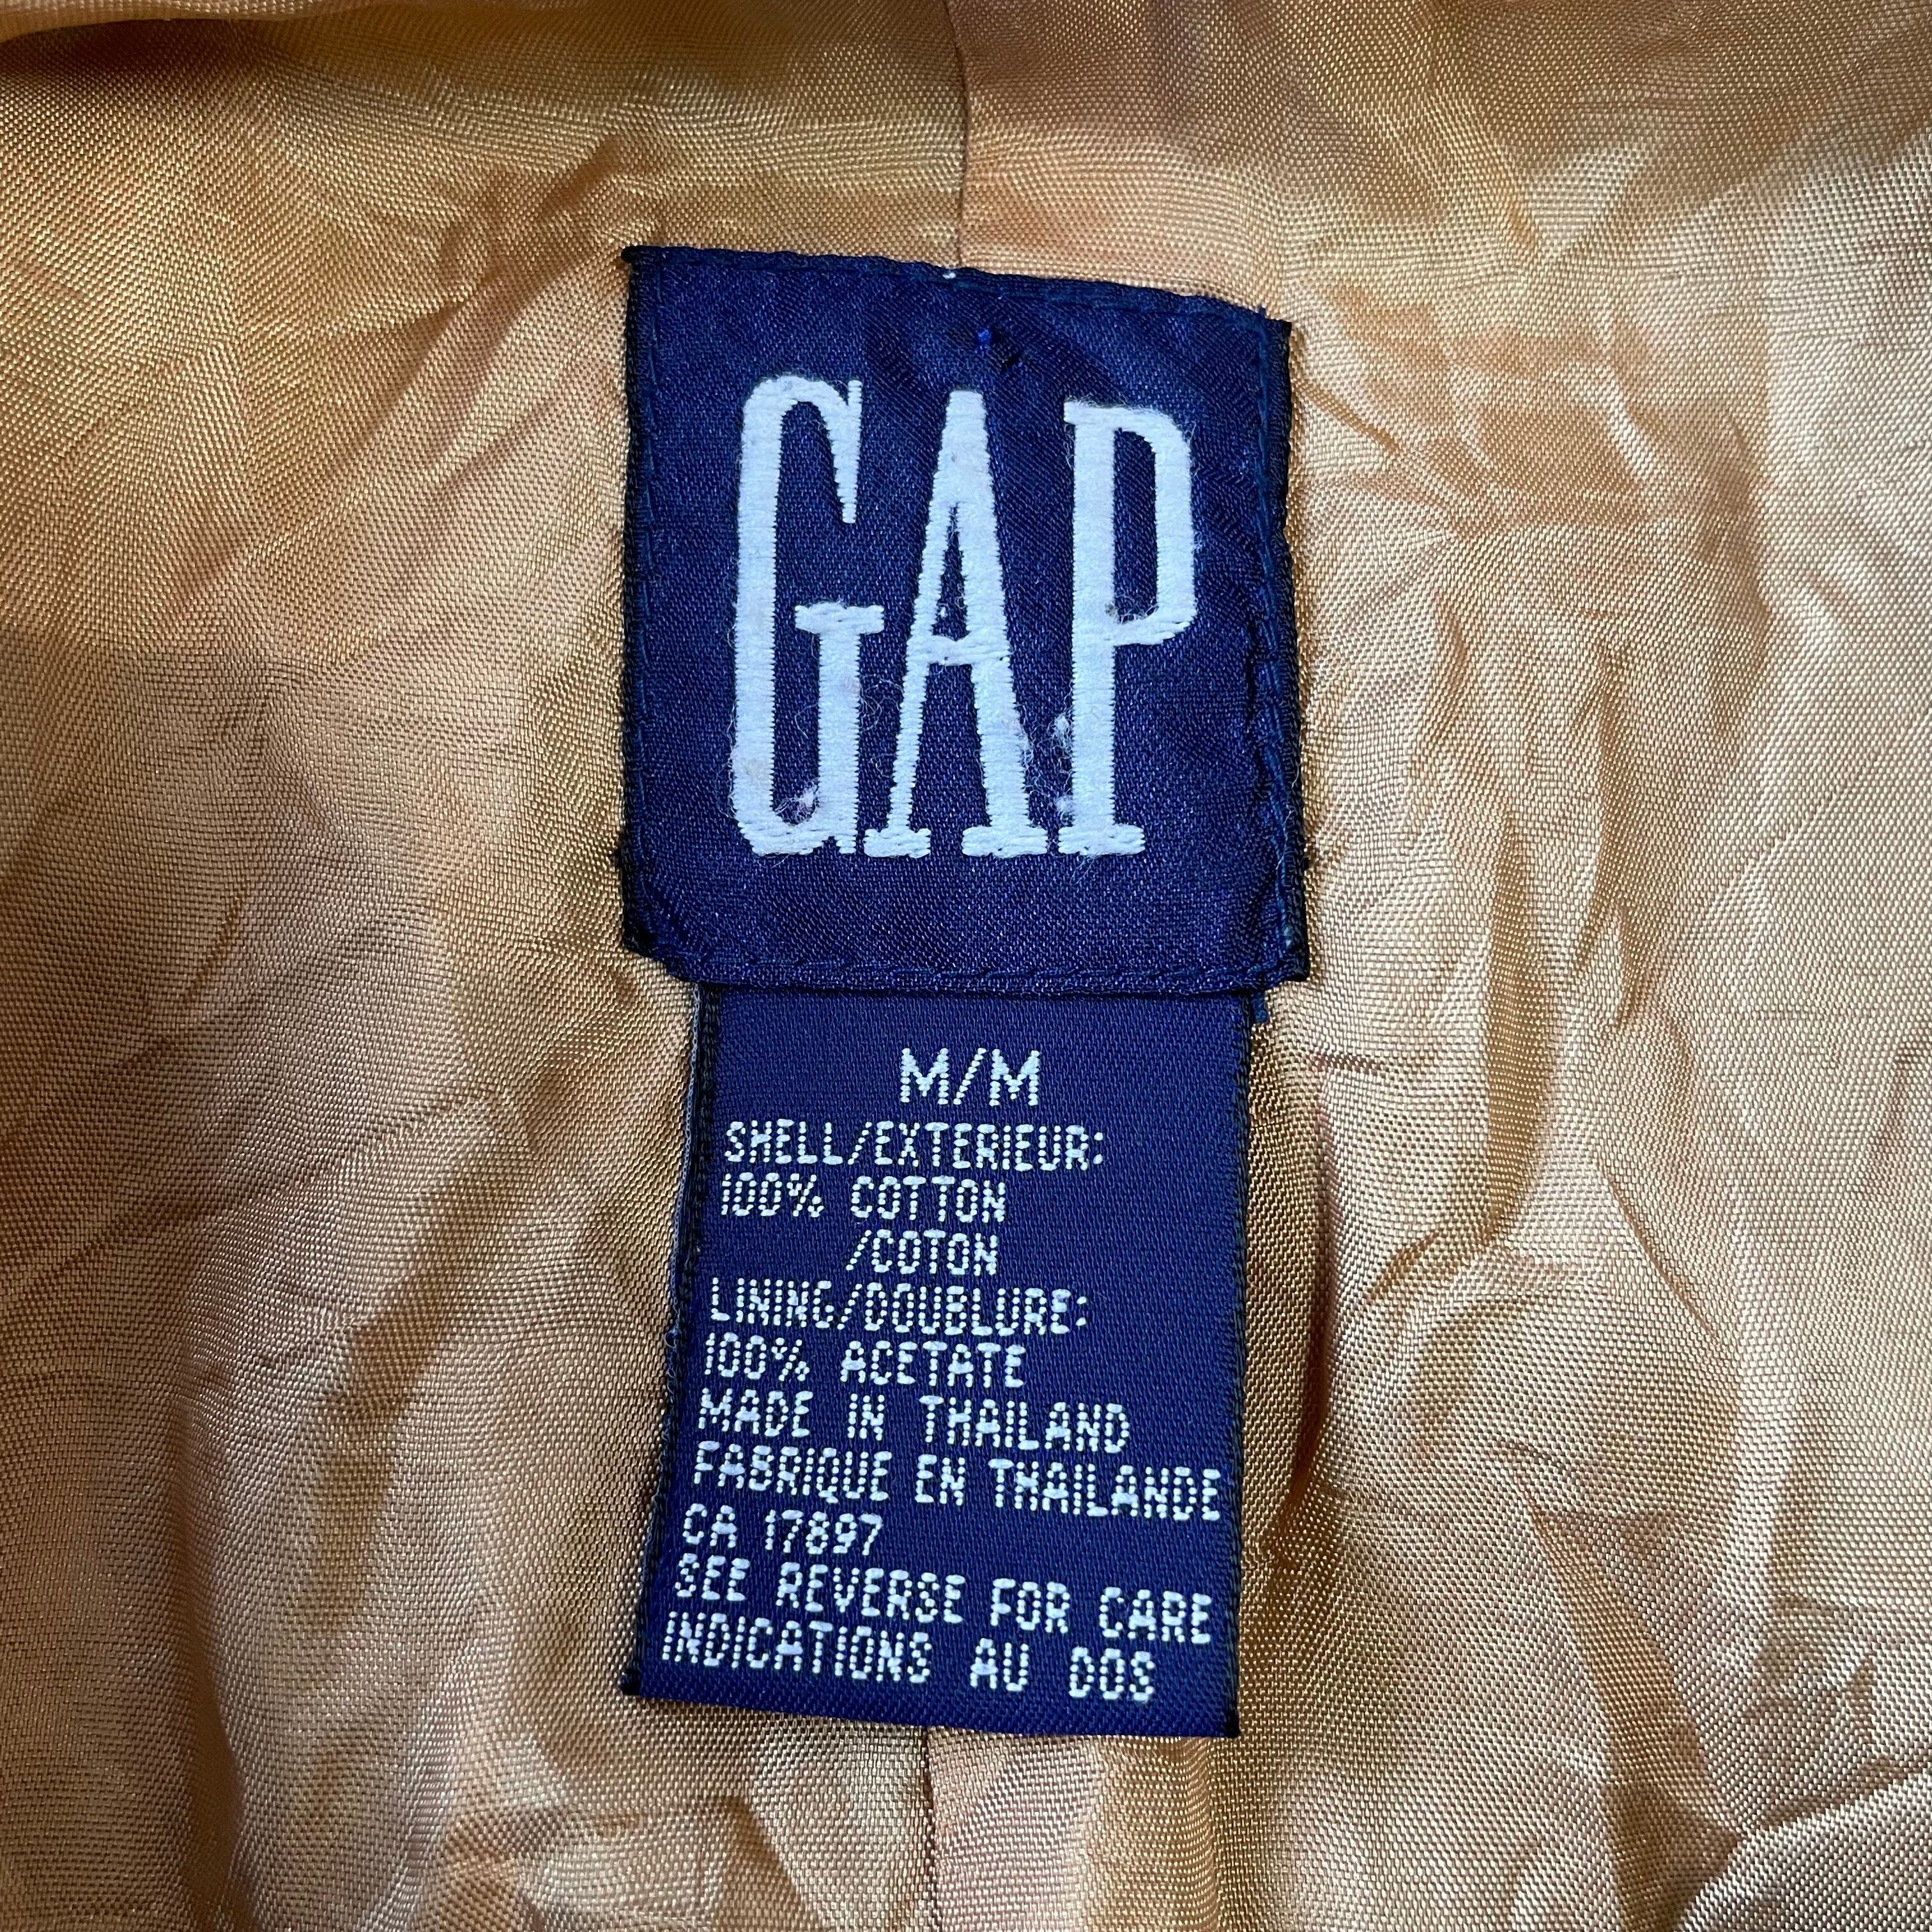 GAP
M/M
SHELL/EXTERIEUR:
100% COTTON
/COTON
LINING/DOUBLURE:
100% ACETATE
MADE IN THAILAND
FABRIQUE EN THAILANDE
CA 17897
SEE REVERSE FOR CARE
INDICATIONS AU DOS